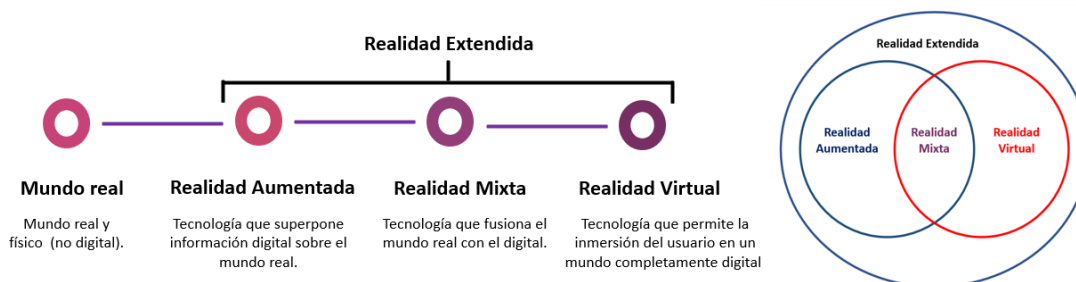 Realidad Extendida
Mundo real
Mundo real y
físico (no digital).
Realidad Aumentada
Tecnología que superpone
información digital sobre el
mundo real.
Realidad Mixta
Tecnología que fusiona el
mundo real con el digital.
Realidad Virtual
Tecnología que permite la
inmersión del usuario en un
mundo completamente digital
Realidad Extendida
Realidad
Aumentada
Realidad
Mixta
Realidad
Virtual